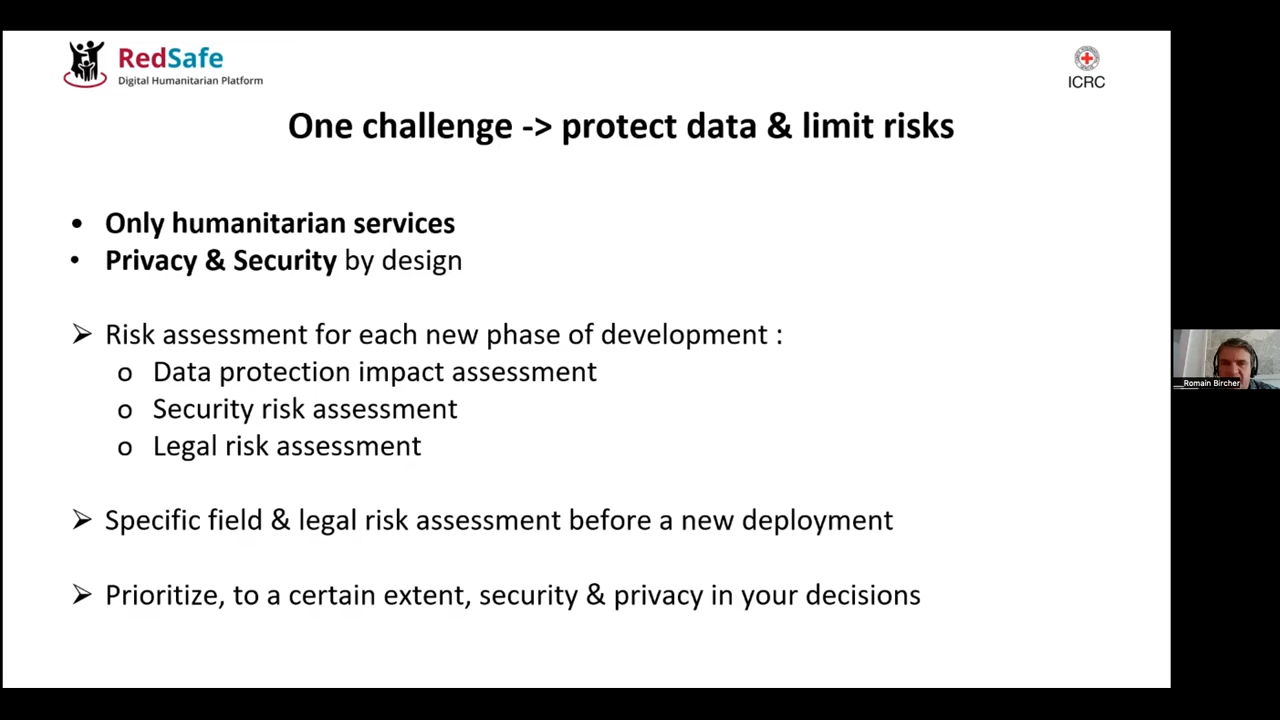 RedSafe
Digital Humanitarian Platform
ICRC
One challenge -> protect data & limit risks
• Only humanitarian services
• Privacy & Security by design
➢ Risk assessment for each new phase of development :
o Data protection impact assessment
o Security risk assessment
o Legal risk assessment
➢ Specific field & legal risk assessment before a new deployment
➢ Prioritize, to a certain extent, security & privacy in your decisions
__Romain Bircher